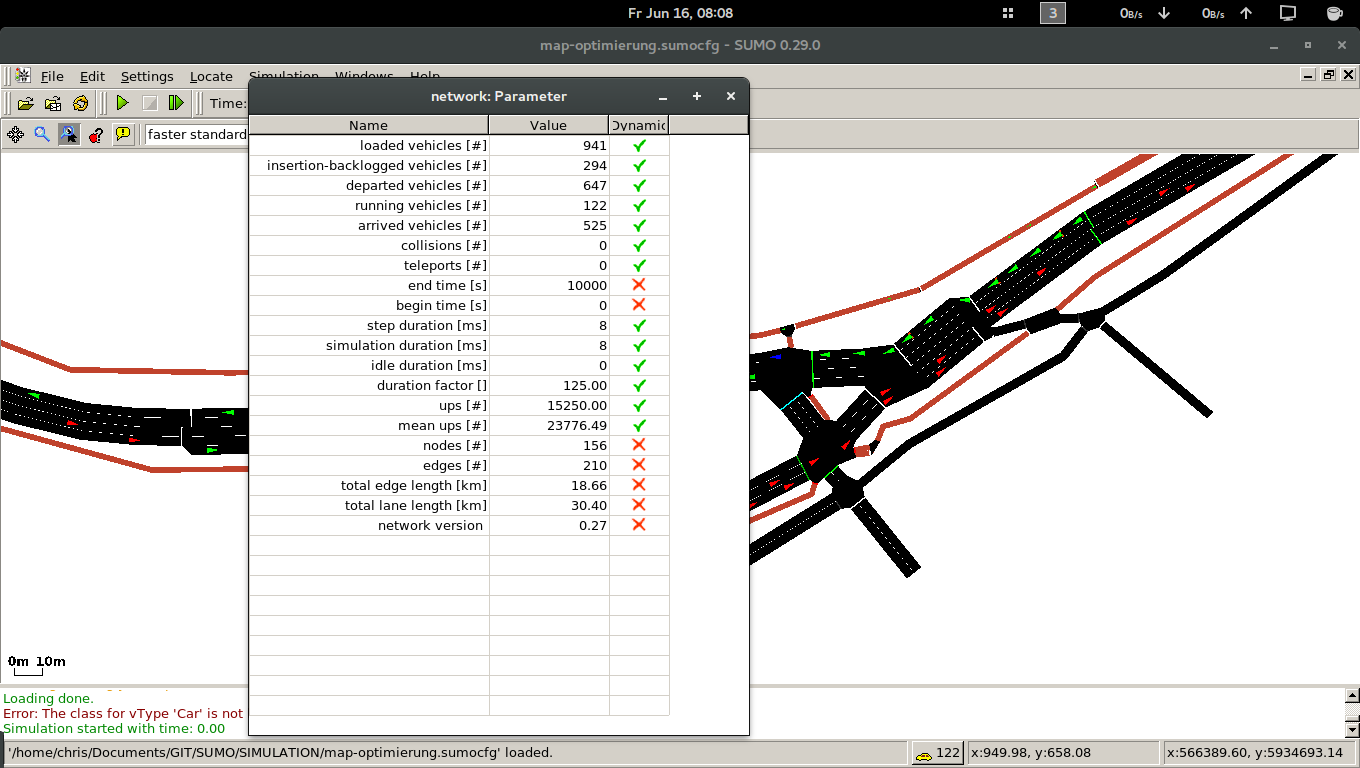 Fr Jun 16, 08:08
3
0B/s
0B/s
map-optimierung.sumocfg - SUMO 0.29.0
File Edit Settings Locate Simulation Windows Help
Time:
faster standard
network: Parameter
Name Value Dynamic
loaded vehicles [#] 941
insertion-backlogged vehicles [#] 294
departed vehicles [#] 647
running vehicles [#] 122
arrived vehicles [#] 525
collisions [#] 0
teleports [#] 0
end time [s] 10000
begin time [s] 0
step duration [ms] 8
simulation duration [ms] 8
idle duration [ms] 0
duration factor [] 125.00
ups [#] 15250.00
mean ups [#] 23776.49
nodes [#] 156
edges [#] 210
total edge length [km] 18.66
total lane length [km] 30.40
network version 0.27
0m 10m
Loading done.
Error: The class for vType 'Car' is not
Simulation started with time: 0.00
'/home/chris/Documents/GIT/SUMO/SIMULATION/map-optimierung.sumocfg' loaded.
122
x:949.98, y:658.08
x:566389.60, y:5934693.14